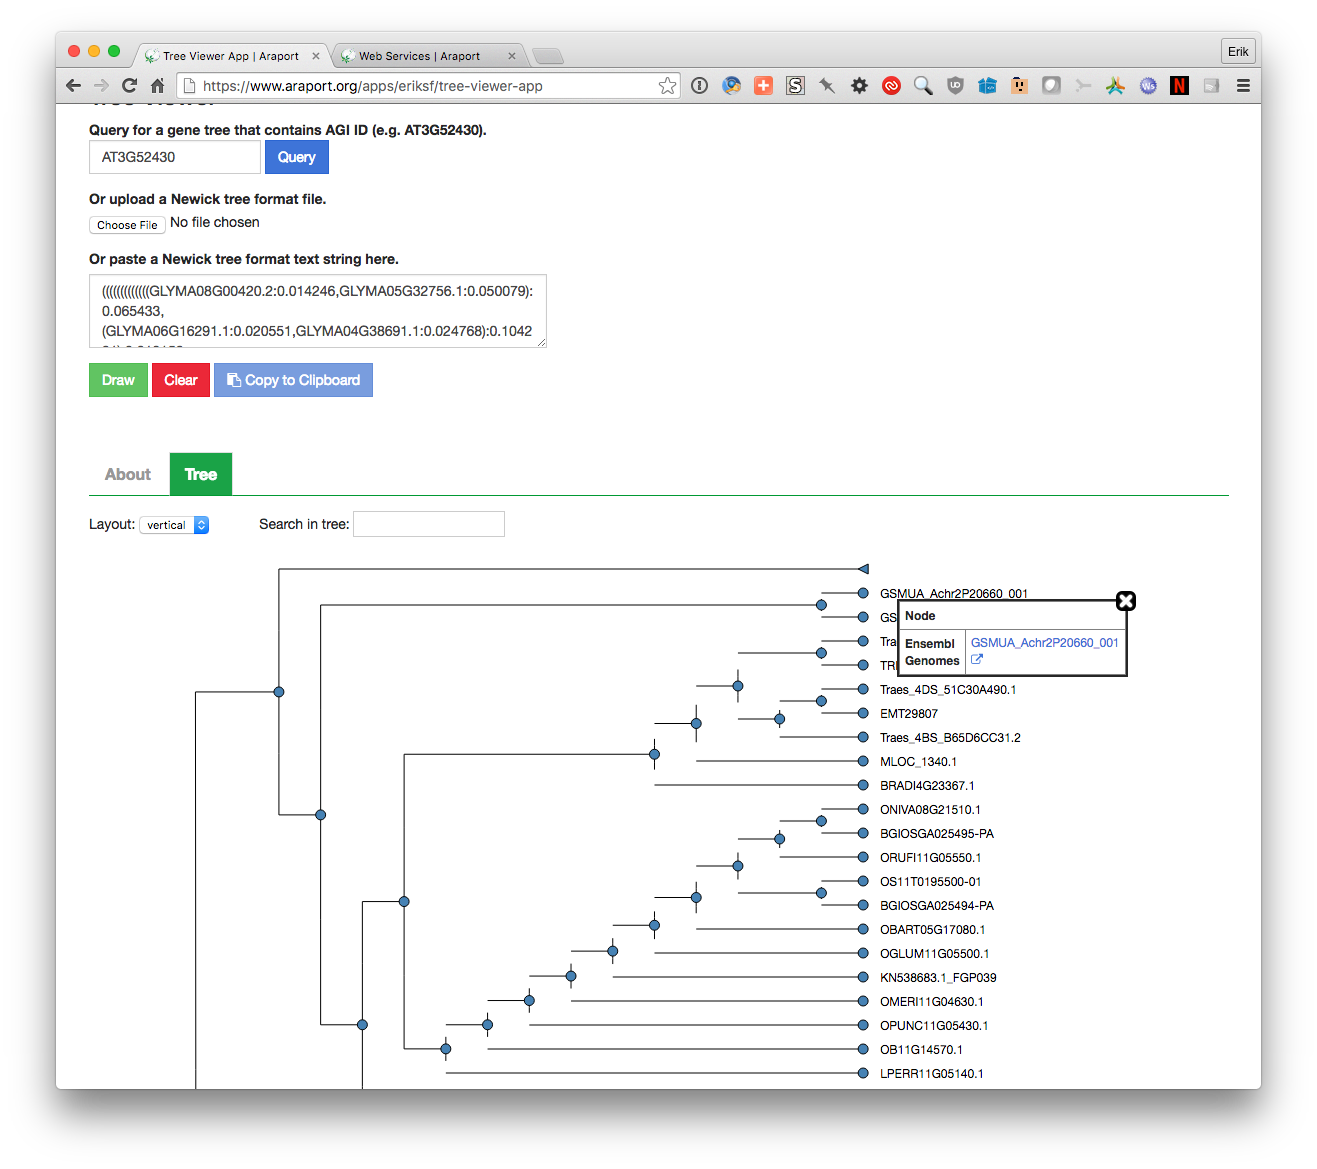 Tree Viewer App | Araport
Web Services | Araport
Erik
https://www.araport.org/apps/eriksf/tree-viewer-app
Query for a gene tree that contains AGI ID (e.g. AT3G52430).
AT3G52430 Query
Or upload a Newick tree format file.
Choose File No file chosen
Or paste a Newick tree format text string here.
(((((((((((((GLYMA08G00420.2:0.014246,GLYMA05G32756.1:0.050079):
0.065433,
(GLYMA06G16291.1:0.020551,GLYMA04G38691.1:0.024768):0.1042
Draw Clear Copy to Clipboard
About Tree
Layout: vertical Search in tree:
GSMUA_Achr2P20660_001
GS
Node
Tra
Ensembl GSMUA_Achr2P20660_001
Genomes
Traes_4DS_51C30A490.1
EMT29807
Traes_4BS_B65D6CC31.2
MLOC_1340.1
BRADI4G23367.1
ONIVA08G21510.1
BGIOSGA025495-PA
ORUFI11G05550.1
OS11T0195500-01
BGIOSGA025494-PA
OBART05G17080.1
OGLUM11G05500.1
KN538683.1_FGP039
OMERI11G04630.1
OPUNC11G05430.1
OB11G14570.1
LPERR11G05140.1